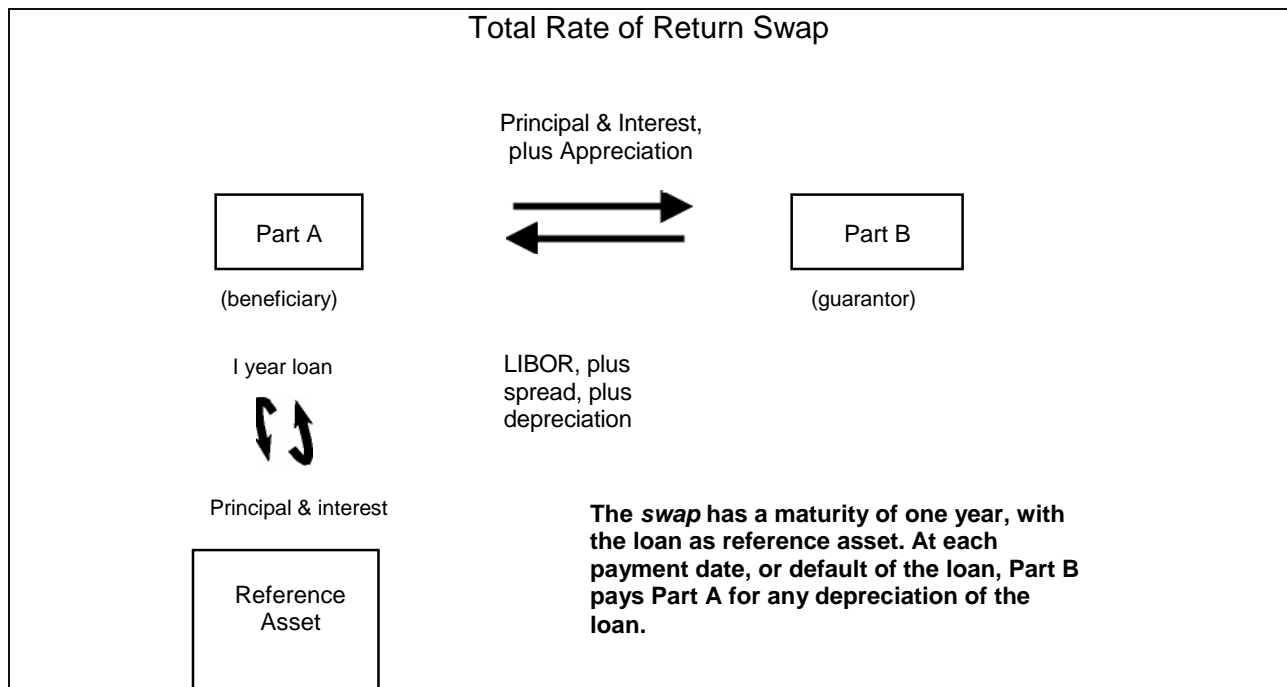 Total Rate of Return Swap
Principal & Interest,
plus Appreciation
Part A
Part B
(beneficiary)
(guarantor)
I year loan
LIBOR, plus
spread, plus
depreciation
Principal & interest
The swap has a maturity of one year, with
the loan as reference asset. At each
payment date, or default of the loan, Part B
pays Part A for any depreciation of the
loan.
Reference
Asset